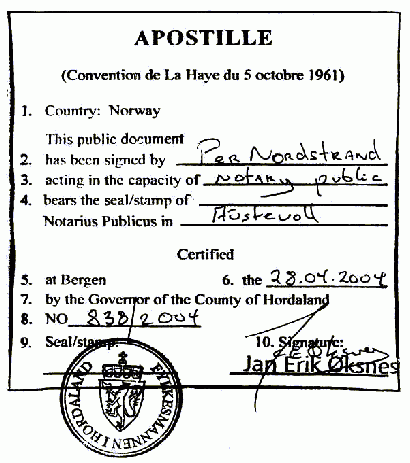 APOSTILLE
(Convention de La Haye du 5 octobre 1961)
1. Country: Norway
This public document
2. has been signed by Per Nordstrand
3. acting in the capacity of Notary public
4. bears the seal/stamp of
Notarius Publicus in Austevoll
Certified
5. at Bergen 6. the 28.04.2004
7. by the Governor of the County of Hordaland
8. NO 838/2004
9. Seal/stamp: 10. Signature:
Jan Erik Øksnes
FYLKESMANNEN I HORDALAND